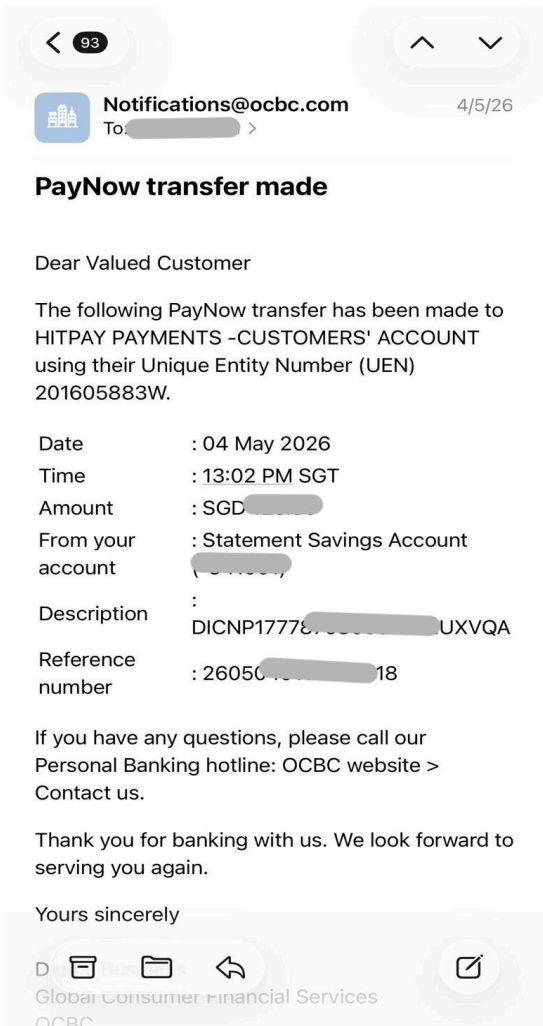 93
Notifications@ocbc.com 4/5/26
To:
PayNow transfer made
Dear Valued Customer
The following PayNow transfer has been made to
HITPAY PAYMENTS -CUSTOMERS' ACCOUNT
using their Unique Entity Number (UEN)
201605883W.
Date : 04 May 2026
Time : 13:02 PM SGT
Amount : SGD
From your : Statement Savings Account
account
Description :
DICNP1777 UXVQA
Reference
number : 2605 18
If you have any questions, please call our
Personal Banking hotline: OCBC website >
Contact us.
Thank you for banking with us. We look forward to
serving you again.
Yours sincerely
Business
Global Consumer Financial Services
OCBC